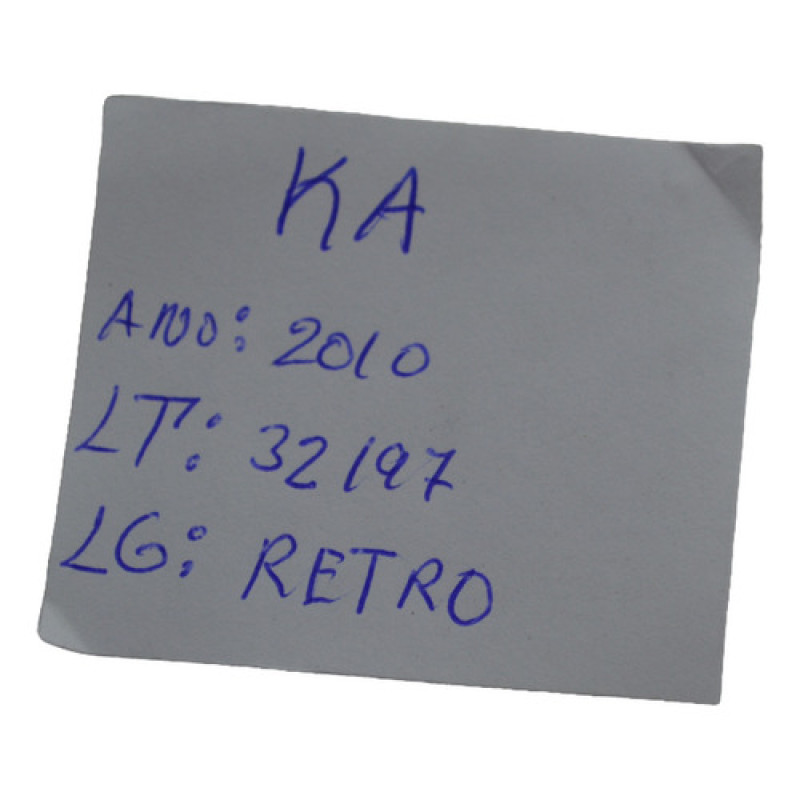 KA
ANO: 2010
LT: 32197
LG: RETRO